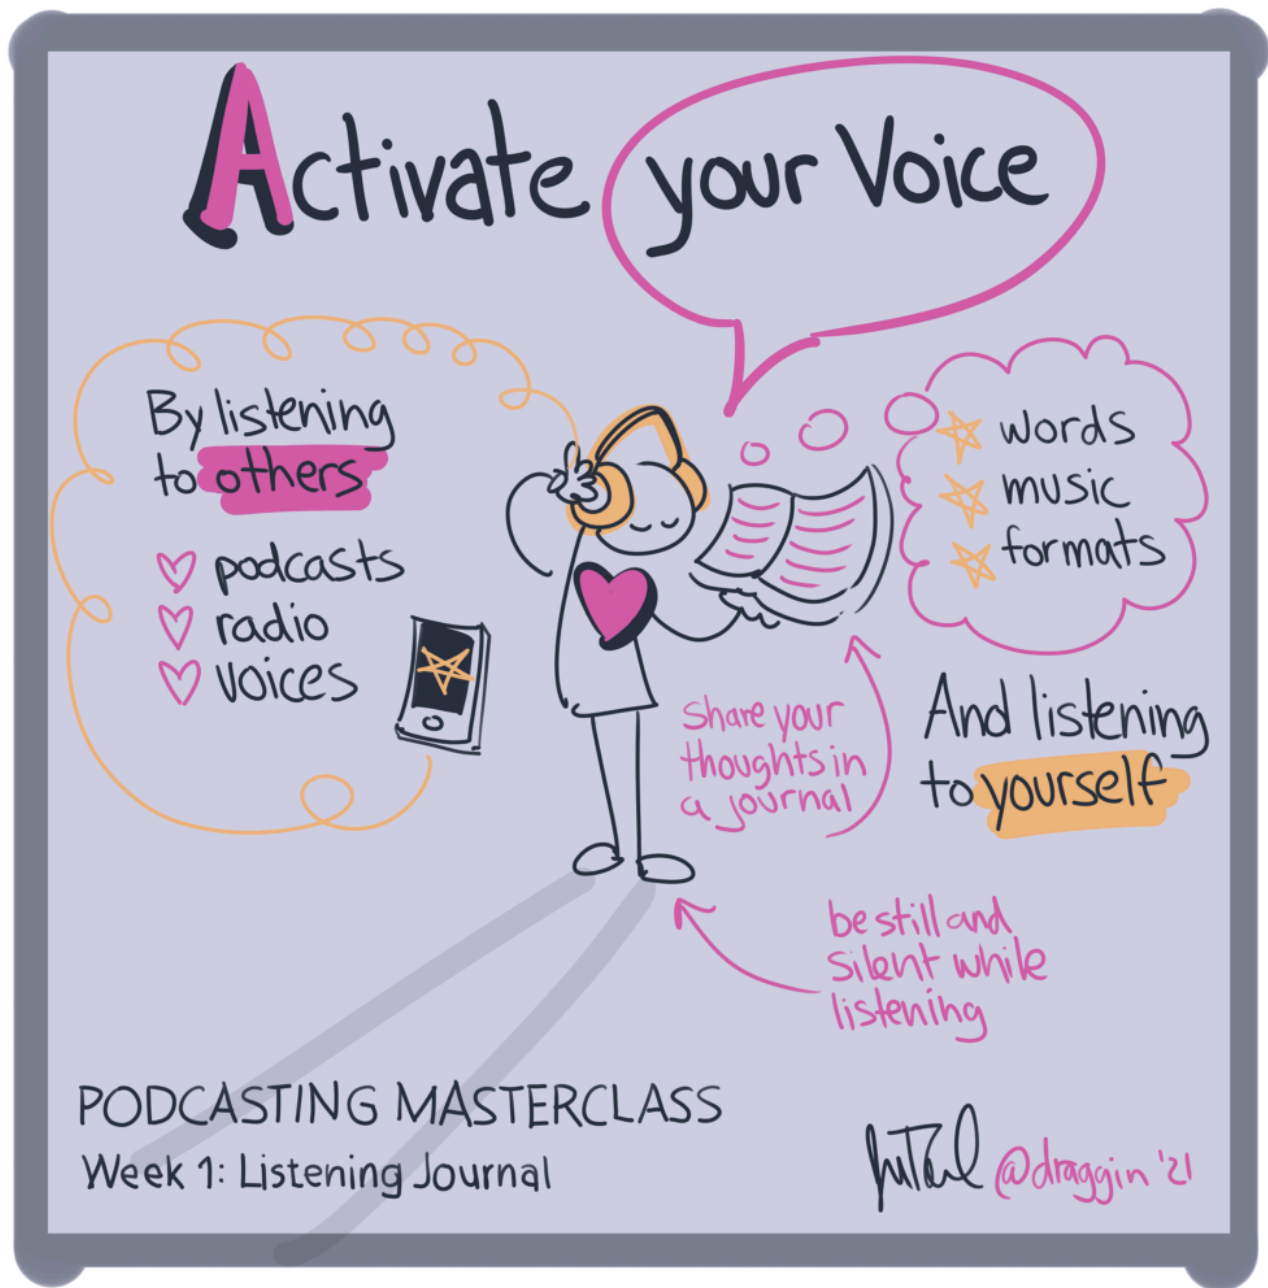 Activate your Voice
By listening
to others
podcasts
radio
voices
words
music
formats
Share your
thoughts in
a journal
And listening
to yourself
be still and
silent while
listening
PODCASTING MASTERCLASS
Week 1: Listening Journal
@draggin '21